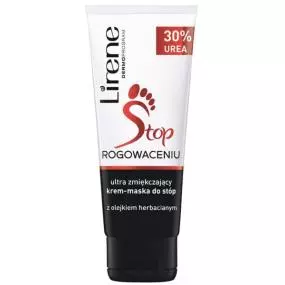 30%
UREA
Lirene
DERMOPROGRAM
Stop
ROGOWACENIU
ultra zmiękczający
krem-maska do stóp
z olejkiem herbacianym